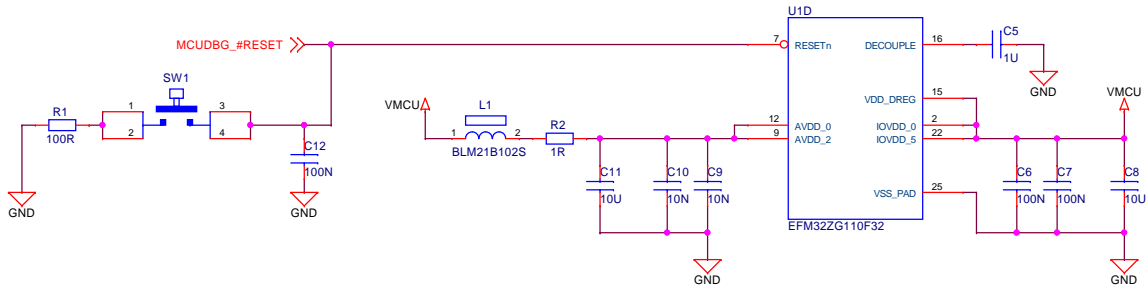 U1D
MCUDBG_#RESET
7
RESETn
DECOUPLE
16
C5
1U
GND
SW1
R1
100R
1
2
3
4
C12
100N
GND
GND
VMCU
L1
1
2
BLM21B102S
R2
1R
12
9
AVDD_0
AVDD_2
C11
10U
C10
10N
C9
10N
GND
VDD_DREG
15
IOVDD_0
2
IOVDD_5
22
VSS_PAD
25
EFM32ZG110F32
VMCU
C6
100N
C7
100N
C8
10U
GND